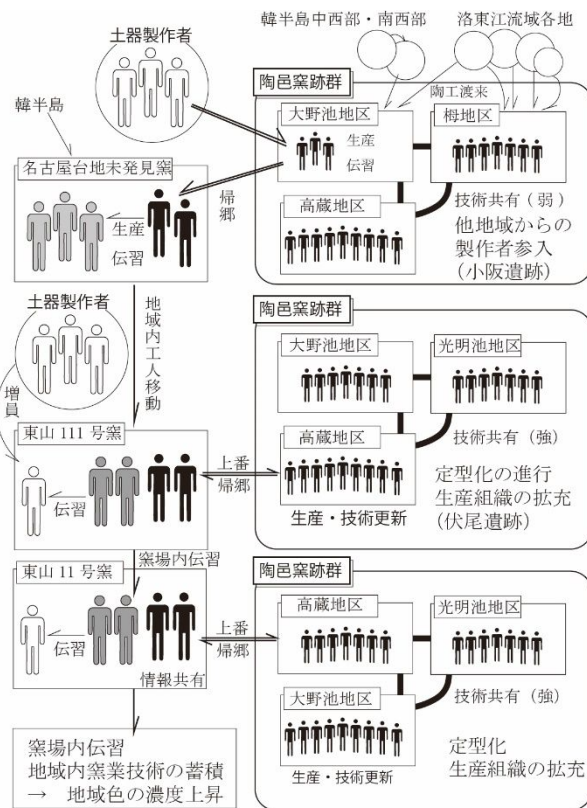 土器製作者
韓半島中西部・南西部
洛東江流域各地
韓半島
陶邑窯跡群
陶工渡来
大野池地区
生産
伝習
栂地区
名古屋台地未発見窯
生産
伝習
帰郷
高蔵地区
技術共有（弱）
他地域からの
製作者参入
（小阪遺跡）
土器製作者
地域内工人移動
増員
陶邑窯跡群
大野池地区
光明池地区
東山 111 号窯
伝習
上番
帰郷
高蔵地区
技術共有（強）
定型化の進行
生産組織の拡充
（伏尾遺跡）
生産・技術更新
窯場内伝習
東山 11 号窯
伝習
情報共有
上番
帰郷
陶邑窯跡群
高蔵地区
光明池地区
技術共有（強）
大野池地区
定型化
生産組織の拡充
生産・技術更新
窯場内伝習
地域内窯業技術の蓄積
→ 地域色の濃度上昇